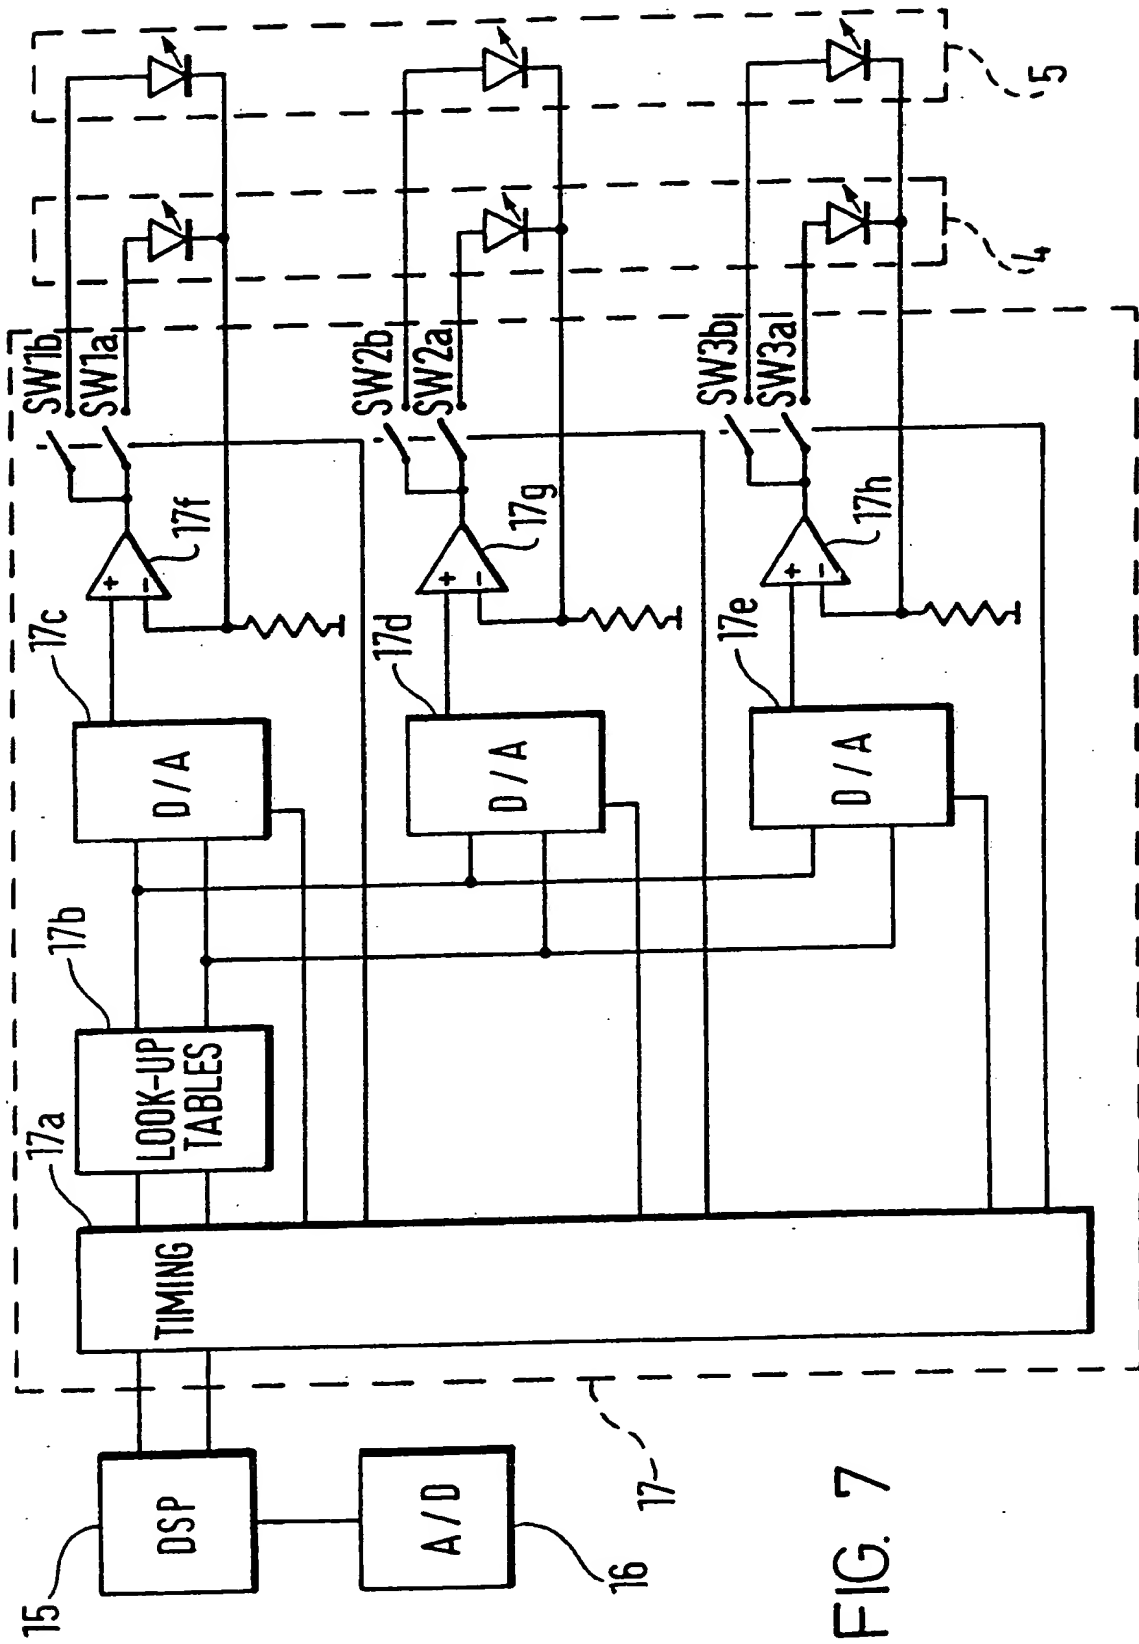 15
DSP
A/D
16
17
TIMING
17a
LOOK-UP
TABLES
17b
D/A
17c
D/A
17d
D/A
17e
+
-
17f
+
-
17g
+
-
17h
SW1b
SW1a
SW2b
SW2a
SW3b
SW3a
4
5
FIG. 7